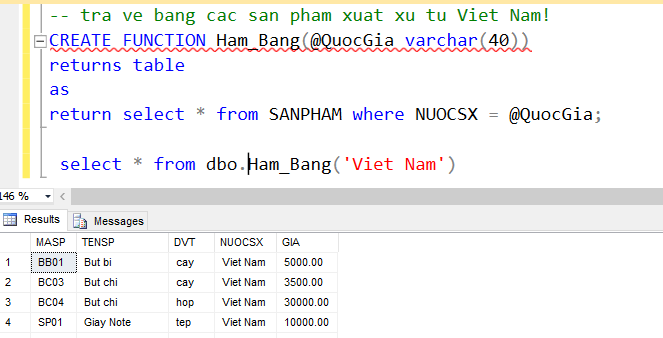 -- tra ve bang cac san pham xuat xu tu Viet Nam!
CREATE FUNCTION Ham_Bang(@QuocGia varchar(40))
returns table
as
return select * from SANPHAM where NUOCSX = @QuocGia;
select * from dbo.Ham_Bang('Viet Nam')
146 %
Results Messages
MASP TENSP DVT NUOCSX GIA
1 BB01 But bi cay Viet Nam 5000.00
2 BC03 But chi cay Viet Nam 3500.00
3 BC04 But chi hop Viet Nam 30000.00
4 SP01 Giay Note tep Viet Nam 10000.00